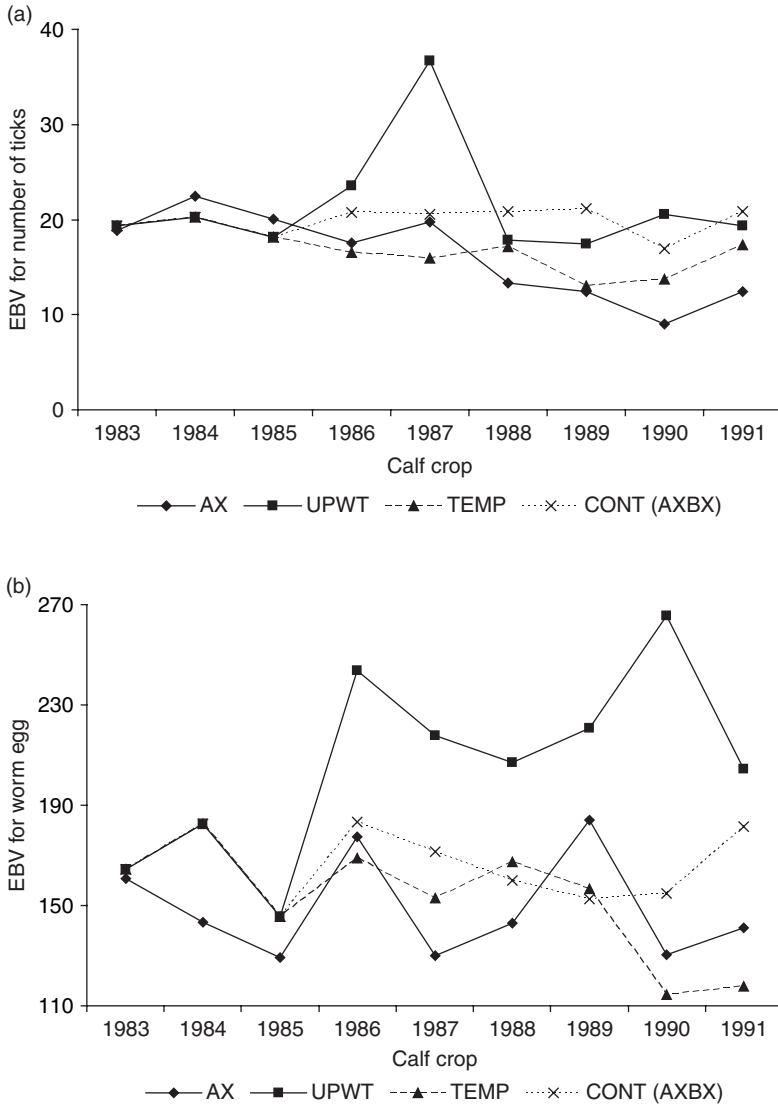 (a)
40
30
20
10
0
EBV for number of ticks
1983 1984 1985 1986 1987 1988 1989 1990 1991
Calf crop
AX UPWT TEMP CONT (AXBX)
(b)
270
230
190
150
110
EBV for worm egg
1983 1984 1985 1986 1987 1988 1989 1990 1991
Calf crop
AX UPWT TEMP CONT (AXBX)